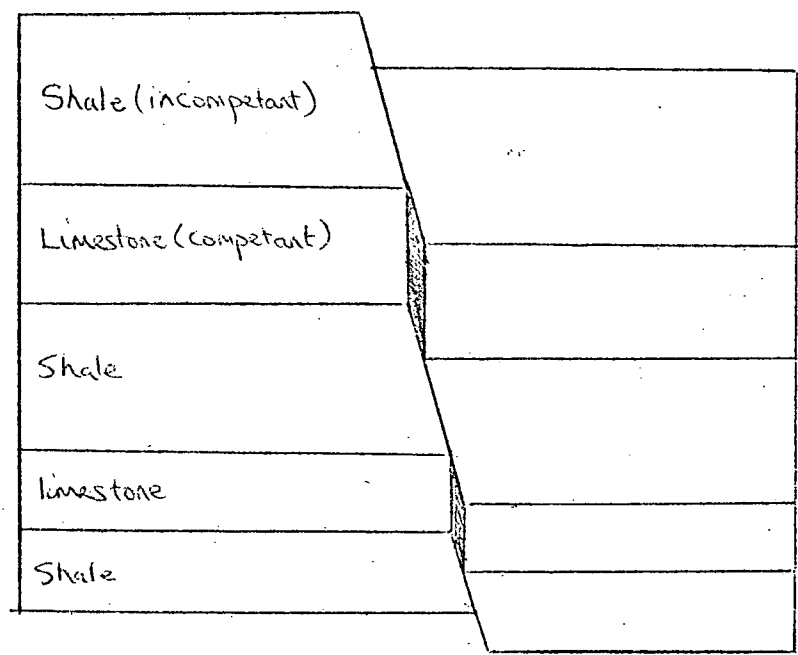 Shale (incompetant)
Limestone (competant)
Shale
limestone
Shale